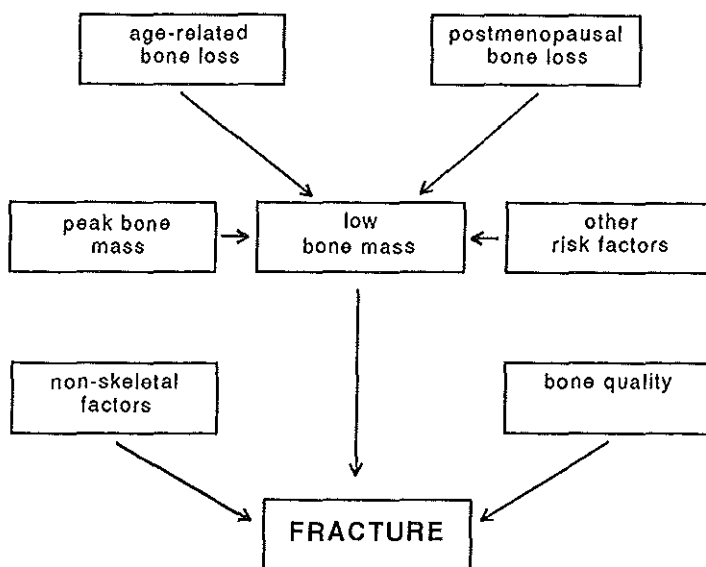 age-related
bone loss
postmenopausal
bone loss
peak bone
mass
low
bone mass
other
risk factors
non-skeletal
factors
bone quality
FRACTURE